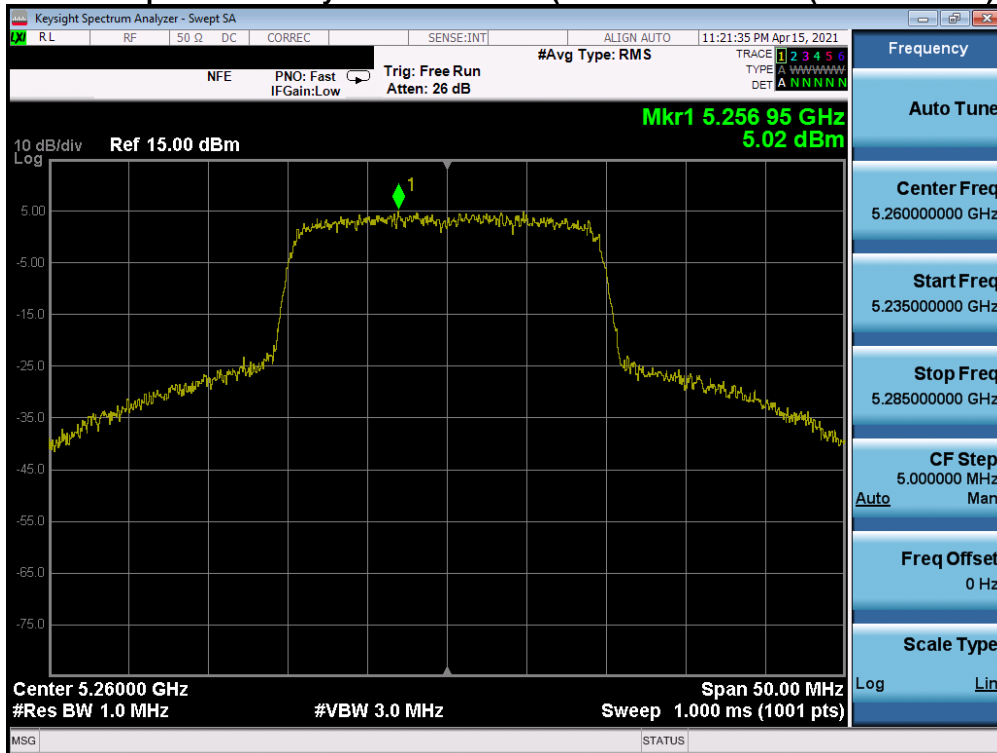 Keysight Spectrum Analyzer - Swept SA
LXI RL RF 50 Ω DC CORREC SENSE:INT ALIGN AUTO 11:21:35 PM Apr 15, 2021
#Avg Type: RMS TRACE 1 2 3 4 5 6
NFE PNO: Fast Trig: Free Run TYPE A WWWWW
IFGain:Low Atten: 26 dB DET A N N N N N
Mkr1 5.256 95 GHz
10 dB/div Ref 15.00 dBm 5.02 dBm
Log
1
5.00
-5.00
-15.0
-25.0
-35.0
-45.0
-55.0
-65.0
-75.0
Center 5.26000 GHz Span 50.00 MHz
#Res BW 1.0 MHz #VBW 3.0 MHz Sweep 1.000 ms (1001 pts)
MSG STATUS
Frequency
Auto Tune
Center Freq
5.260000000 GHz
Start Freq
5.235000000 GHz
Stop Freq
5.285000000 GHz
CF Step
5.000000 MHz
Auto Man
Freq Offset
0 Hz
Scale Type
Log Lin